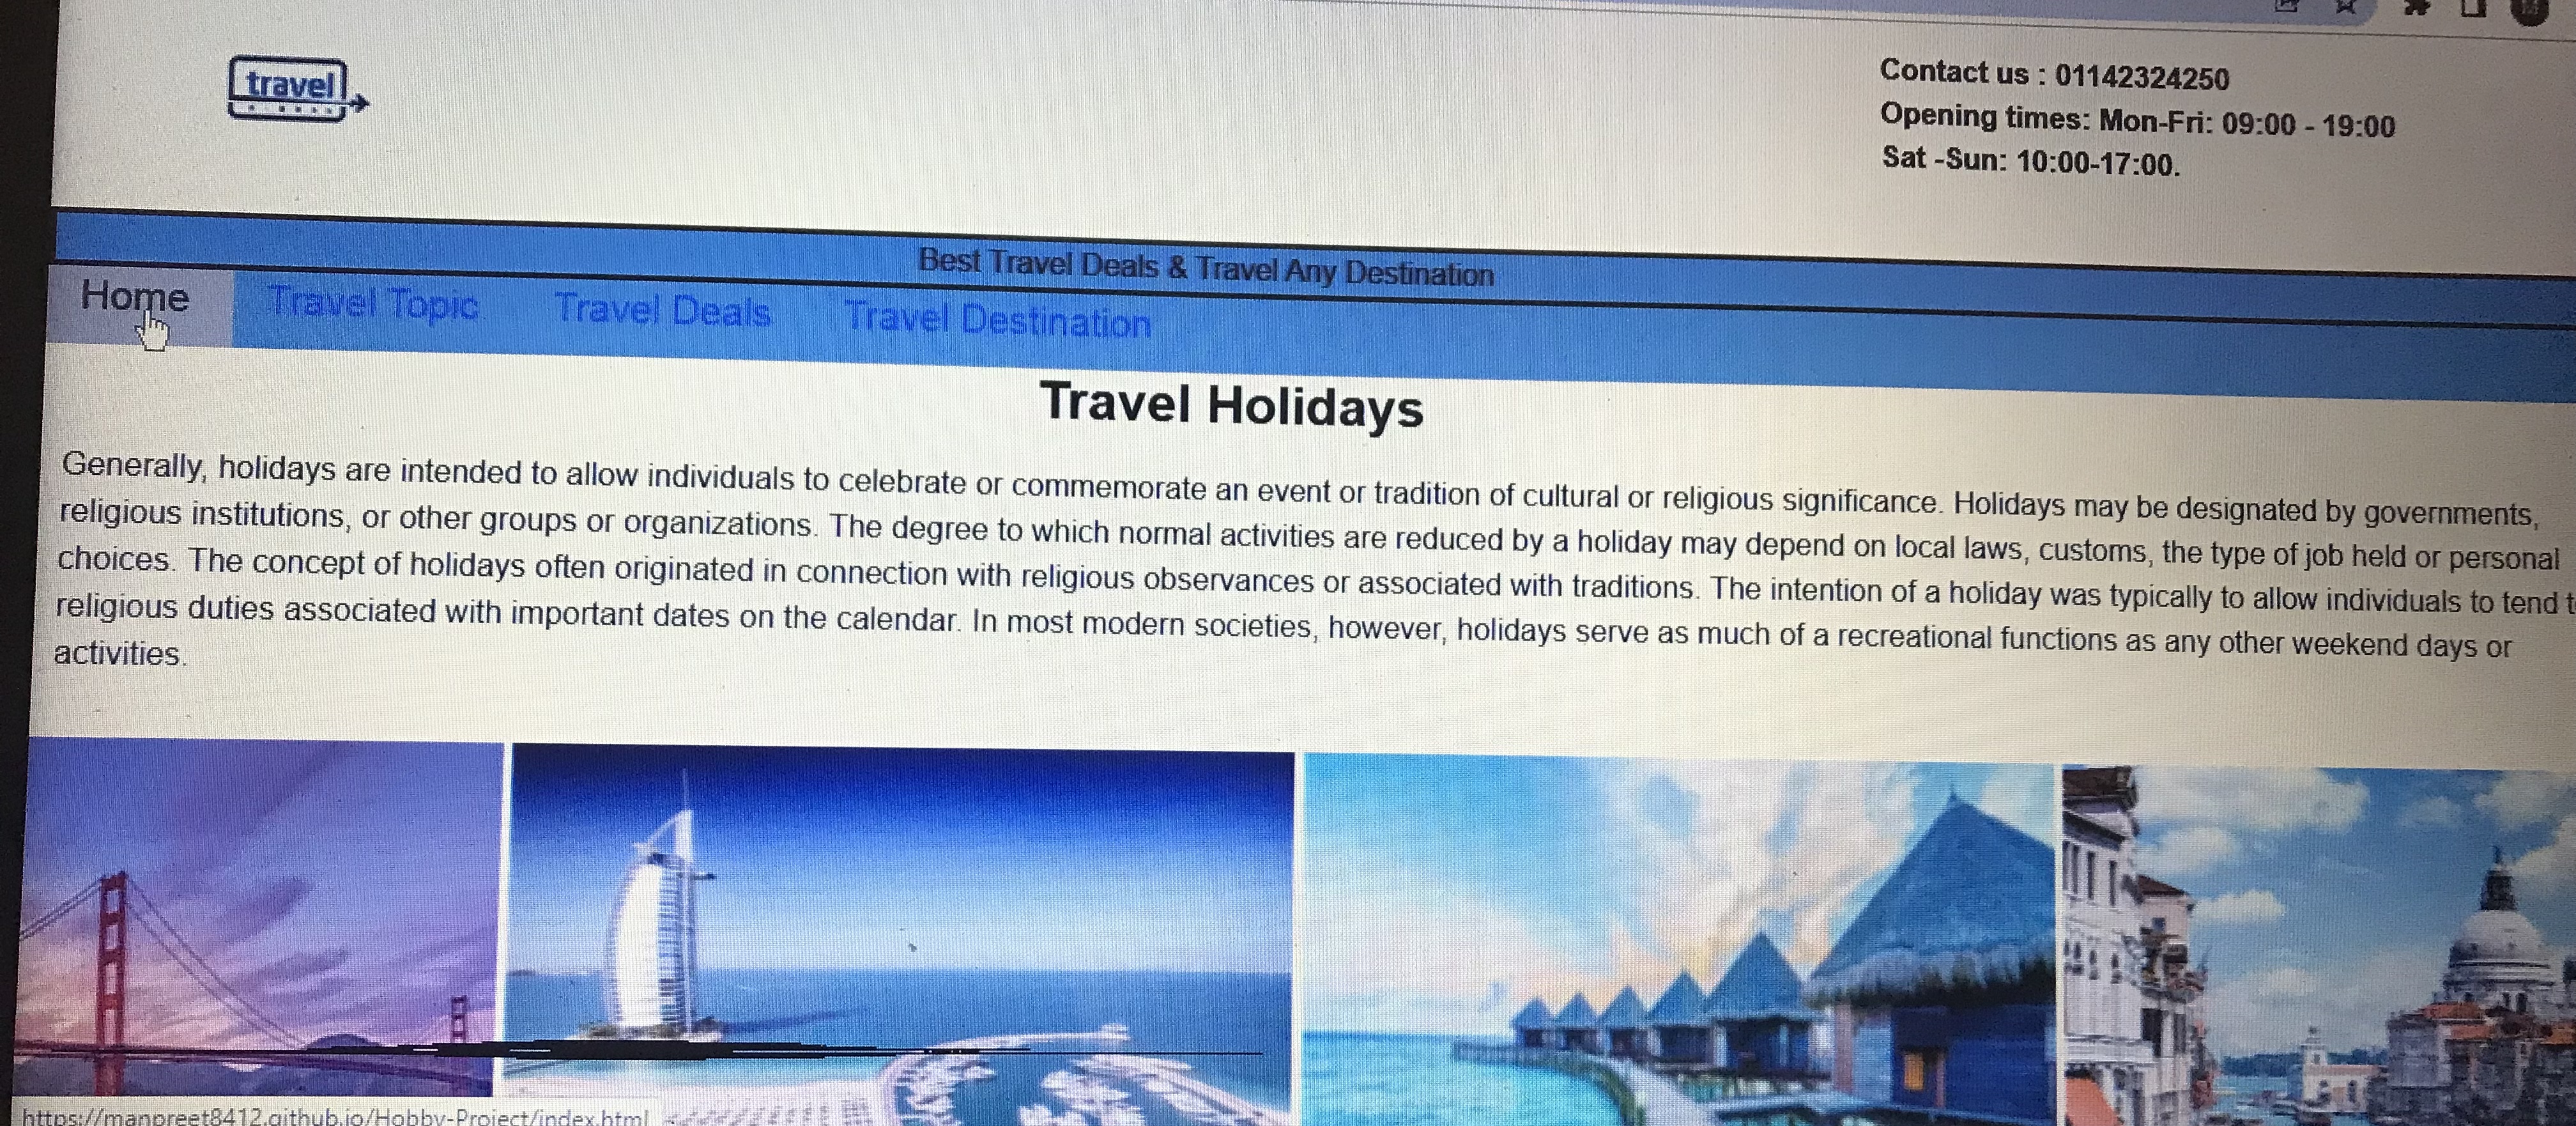 travel
Contact us : 01142324250
Opening times: Mon-Fri: 09:00 - 19:00
Sat -Sun: 10:00-17:00.
Best Travel Deals & Travel Any Destination
Home Travel Topic Travel Deals Travel Destination
Travel Holidays
Generally, holidays are intended to allow individuals to celebrate or commemorate an event or tradition of cultural or religious significance. Holidays may be designated by governments,
religious institutions, or other groups or organizations. The degree to which normal activities are reduced by a holiday may depend on local laws, customs, the type of job held or personal
choices. The concept of holidays often originated in connection with religious observances or associated with traditions. The intention of a holiday was typically to allow individuals to tend
religious duties associated with important dates on the calendar. In most modern societies, however, holidays serve as much of a recreational functions as any other weekend days or
activities.
https://manpreet8412.github.io/Hobby-Project/index.html